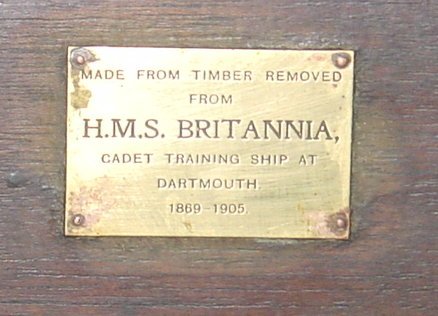 MADE FROM TIMBER REMOVED
FROM
H.M.S. BRITANNIA,
CADET TRAINING SHIP AT
DARTMOUTH.
1869-1905.